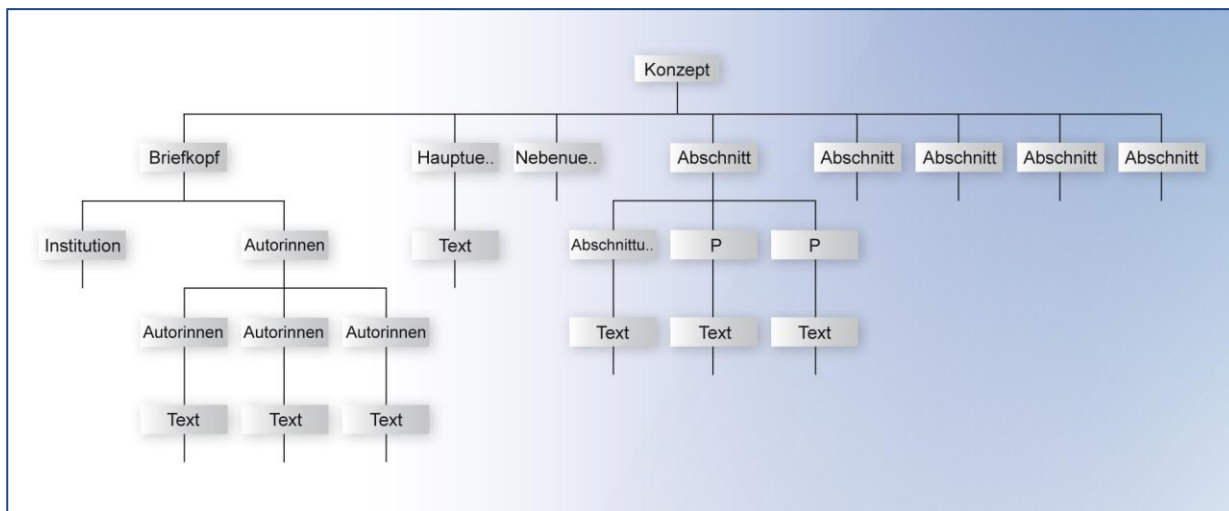 Konzept
Briefkopf Hauptue.. Nebenue.. Abschnitt Abschnitt Abschnitt Abschnitt Abschnitt
Institution Autorinnen Text Abschnittu.. P P
Autorinnen Autorinnen Autorinnen Text Text Text
Text Text Text